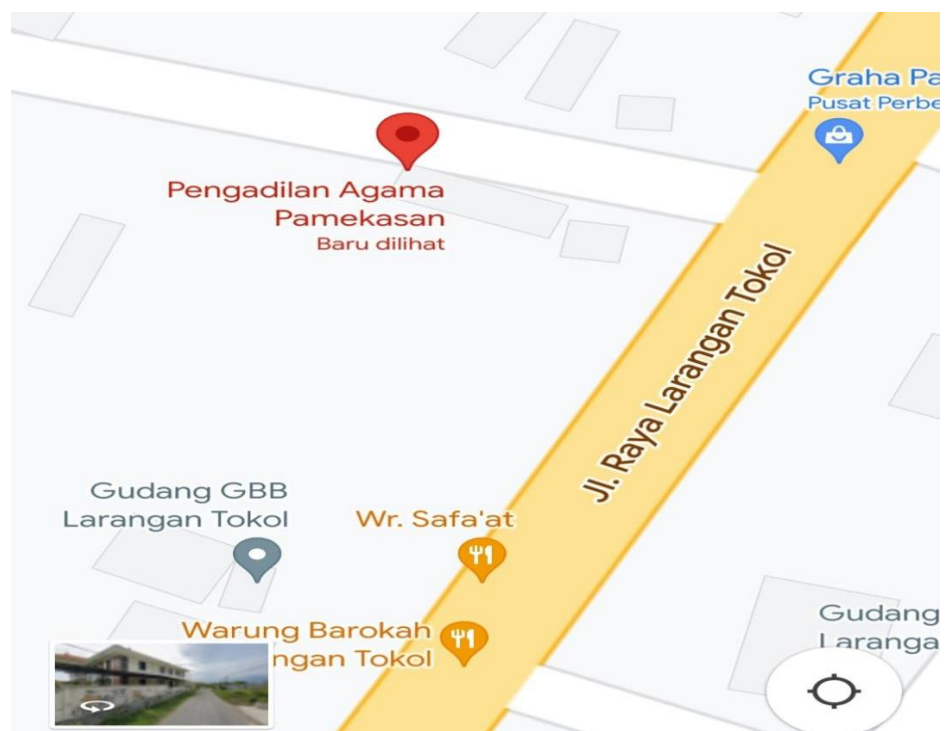 Graha Pa
Pusat Perbe
Pengadilan Agama
Pamekasan
Baru dilihat
Jl. Raya Larangan Tokol
Gudang GBB
Larangan Tokol
Wr. Safa'at
Warung Barokah
ngan Tokol
Gudang
Laranga